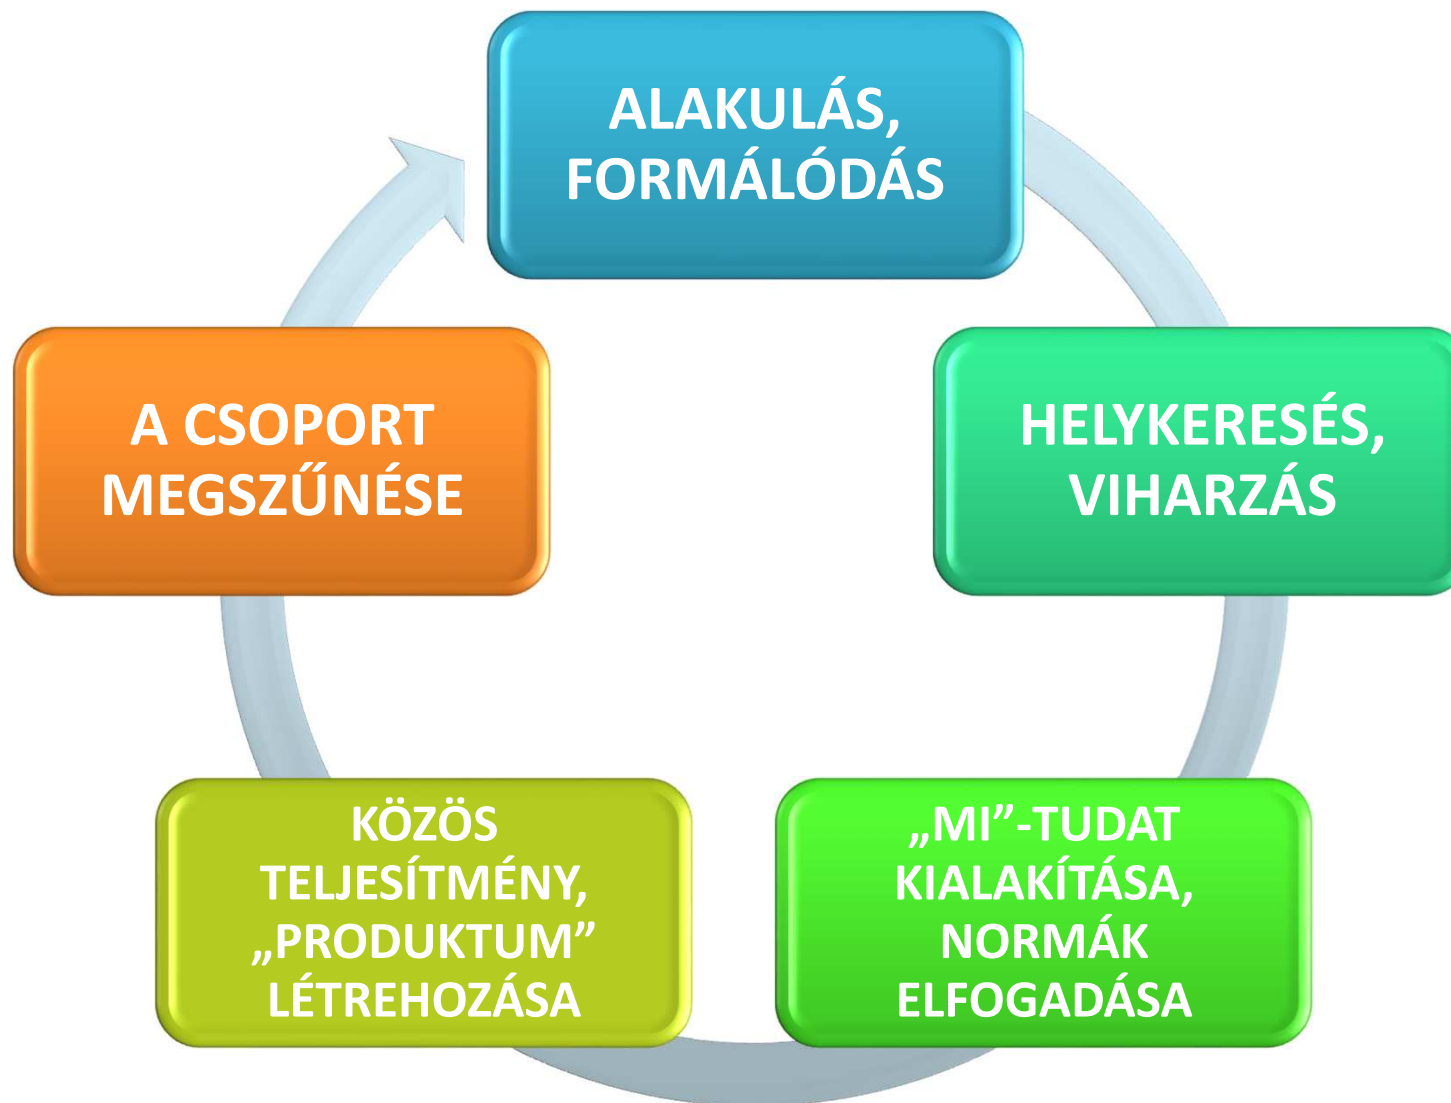 ALAKULÁS,
FORMÁLÓDÁS
HELYKERESÉS,
VIHARZÁS
„MI”-TUDAT
KIALAKÍTÁSA,
NORMÁK
ELFOGADÁSA
KÖZÖS
TELJESÍTMÉNY,
„PRODUKTUM”
LÉTREHOZÁSA
A CSOPORT
MEGSZŰNÉSE